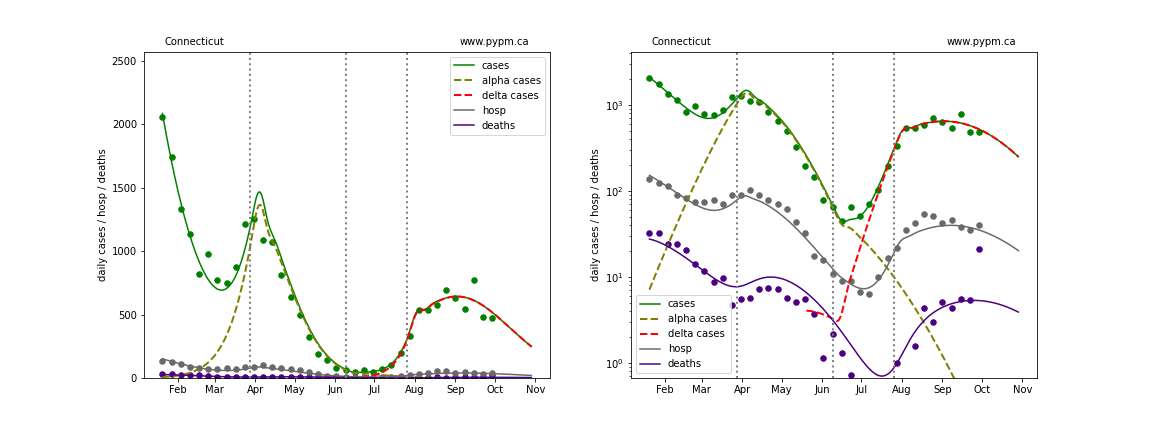 Connecticut www.pypm.ca
2500
2000
1500
1000
500
0
daily cases / hosp / deaths
cases
alpha cases
delta cases
hosp
deaths
Feb Mar Apr May Jun Jul Aug Sep Oct Nov
Connecticut www.pypm.ca
10³
10²
10¹
10⁰
daily cases / hosp / deaths
cases
alpha cases
delta cases
hosp
deaths
Feb Mar Apr May Jun Jul Aug Sep Oct Nov